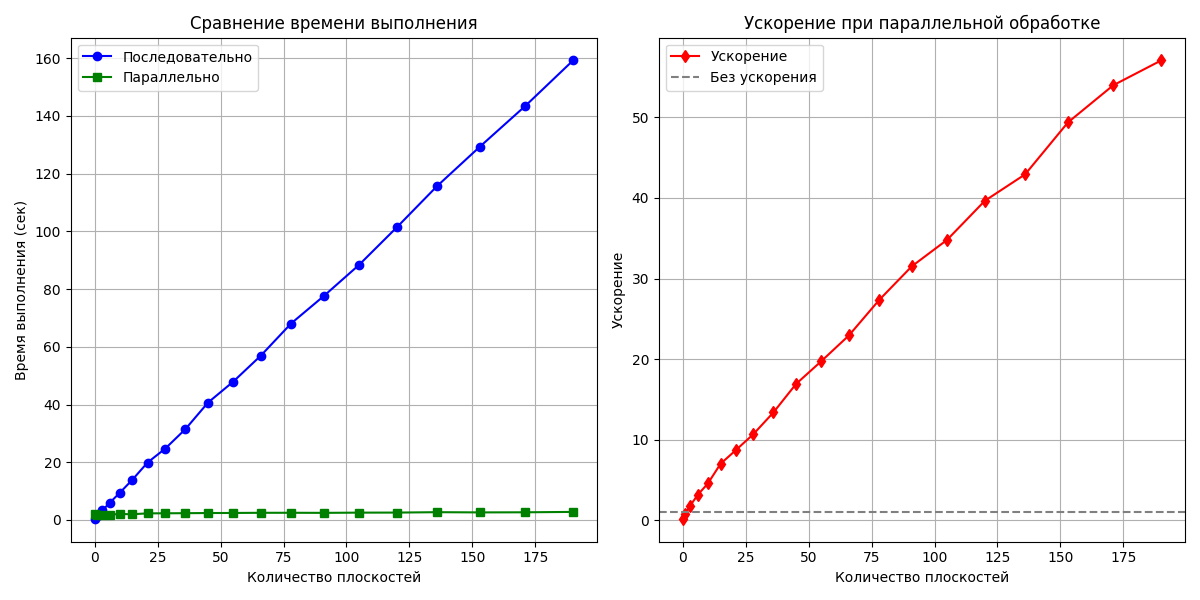 Сравнение времени выполнения
Последовательно
Параллельно
Время выполнения (сек)
160
140
120
100
80
60
40
20
0
0 25 50 75 100 125 150 175
Количество плоскостей
Ускорение при параллельной обработке
Ускорение
Без ускорения
Ускорение
50
40
30
20
10
0
0 25 50 75 100 125 150 175
Количество плоскостей